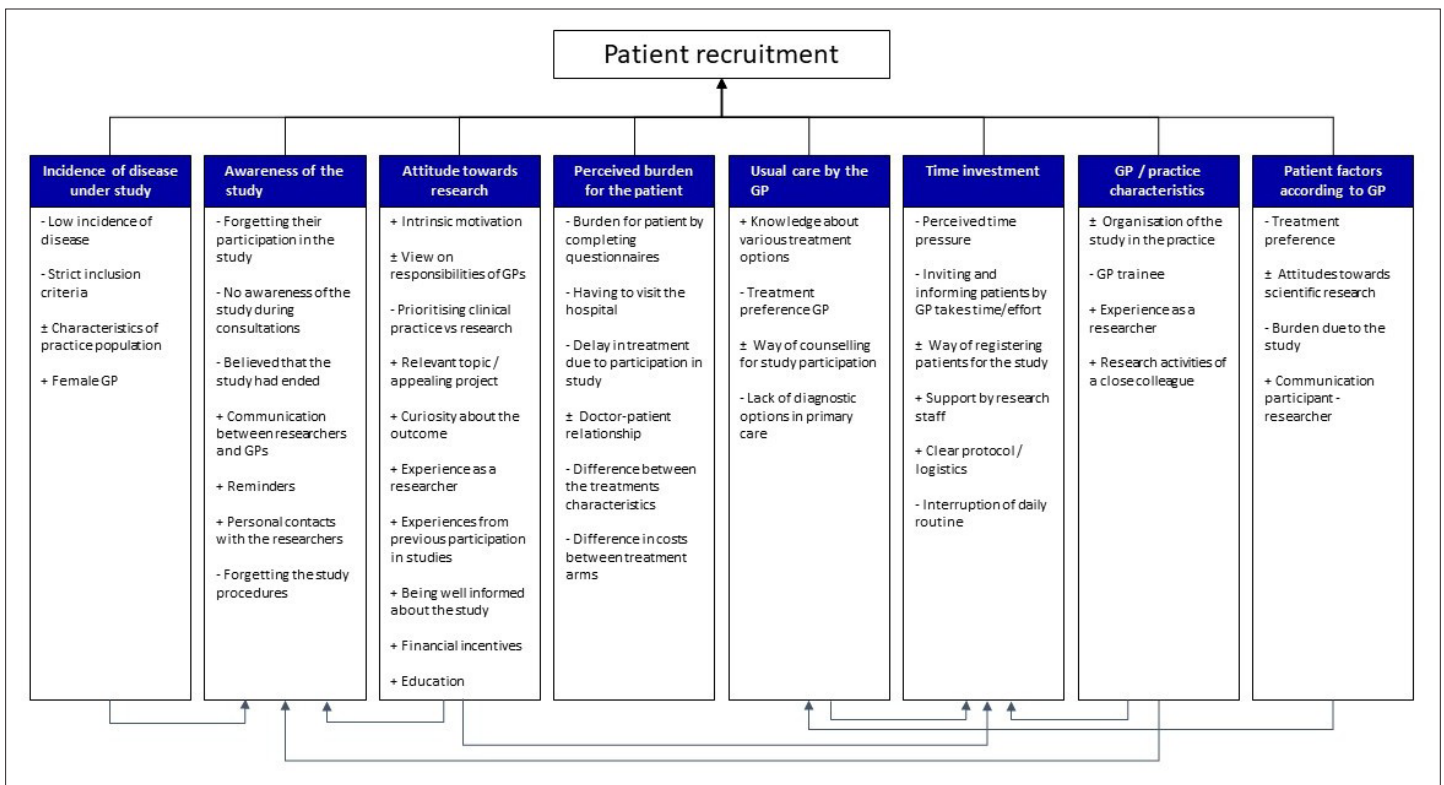 Patient recruitment
Incidence of disease
under study
- Low incidence of
disease
- Strict inclusion
criteria
± Characteristics of
practice population
+ Female GP
Awareness of the
study
- Forgetting their
participation in the
study
- No awareness of the
study during
consultations
- Believed that the
study had ended
+ Communication
between researchers
and GPs
+ Reminders
+ Personal contacts
with the researchers
- Forgetting the study
procedures
Attitude towards
research
+ Intrinsic motivation
± View on
responsibilities of GPs
- Prioritising clinical
practice vs research
+ Relevant topic /
appealing project
+ Curiosity about the
outcome
+ Experience as a
researcher
+ Experiences from
previous participation
in studies
+ Being well informed
about the study
+ Financial incentives
+ Education
Perceived burden
for the patient
- Burden for patient by
completing
questionnaires
- Having to visit the
hospital
- Delay in treatment
due to participation in
study
± Doctor-patient
relationship
- Difference between
the treatments
characteristics
- Difference in costs
between treatment
arms
Usual care by the
GP
+ Knowledge about
various treatment
options
- Treatment
preference GP
± Way of counselling
for study participation
- Lack of diagnostic
options in primary
care
Time investment
- Perceived time
pressure
- Inviting and
informing patients by
GP takes time/effort
± Way of registering
patients for the study
+ Support by research
staff
+ Clear protocol /
logistics
- Interruption of daily
routine
GP / practice
characteristics
± Organisation of the
study in the practice
- GP trainee
+ Experience as a
researcher
+ Research activities of
a close colleague
Patient factors
according to GP
- Treatment
preference
± Attitudes towards
scientific research
- Burden due to the
study
+ Communication
participant -
researcher